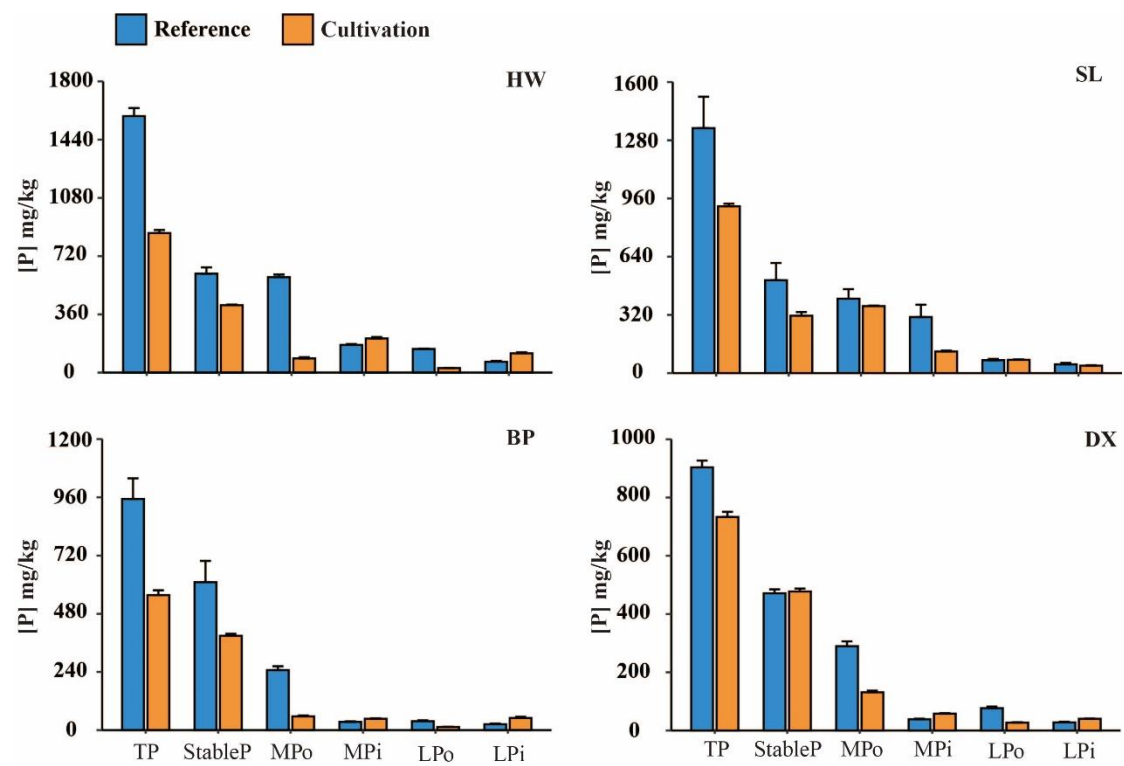 Reference Cultivation
HW
[P] mg/kg
1800
1440
1080
720
360
0
SL
[P] mg/kg
1600
1280
960
640
320
0
BP
[P] mg/kg
1200
960
720
480
240
0
TP StableP MPo MPi LPo LPi
DX
[P] mg/kg
1000
800
600
400
200
0
TP StableP MPo MPi LPo LPi